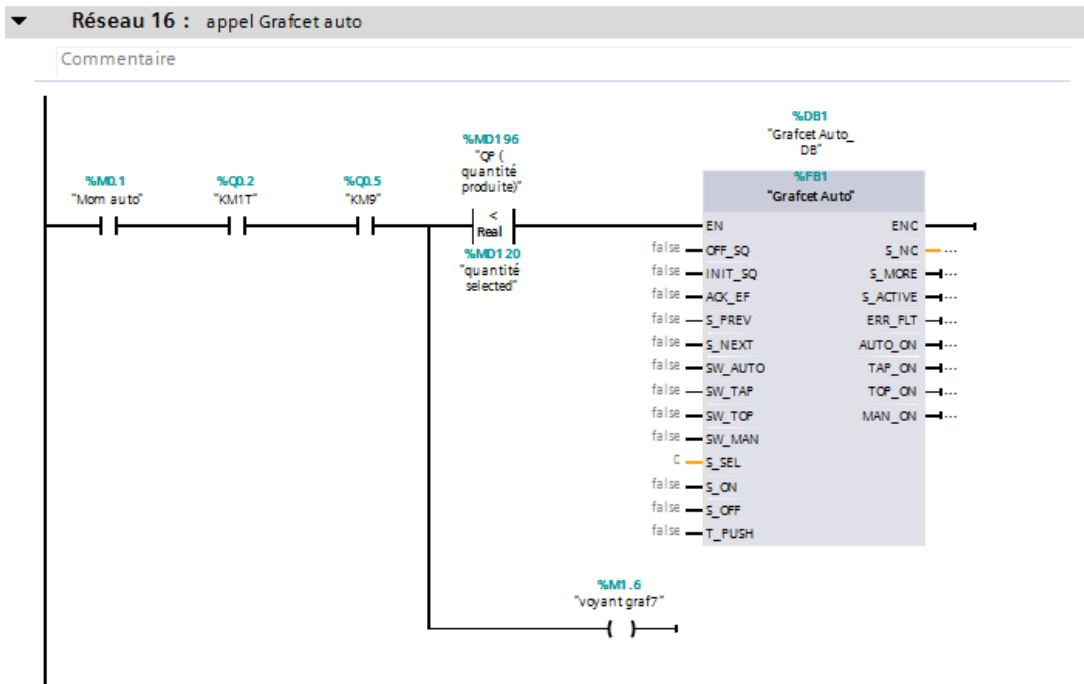 Réseau 16 : appel Grafcet auto
Commentaire
%M0.1
"Mom auto"
%Q0.2
"KM1T"
%Q0.5
"KM9"
%MD196
"QP (
quantité
produite)"
<
Real
%MD120
"quantité
selected"
%DB1
"Grafcet Auto_
DB"
%FB1
"Grafcet Auto"
EN
ENO
false
OFF_SQ
S_NO
...
false
INIT_SQ
S_MORE
...
false
ACK_EF
S_ACTIVE
...
false
S_PREV
ERR_FLT
...
false
S_NEXT
AUTO_ON
...
false
SW_AUTO
TAP_ON
...
false
SW_TAP
TOP_ON
...
false
SW_TOP
MAN_ON
...
false
SW_MAN
0
S_SEL
false
S_ON
false
S_OFF
false
T_PUSH
%M1.6
"voyant graf7"